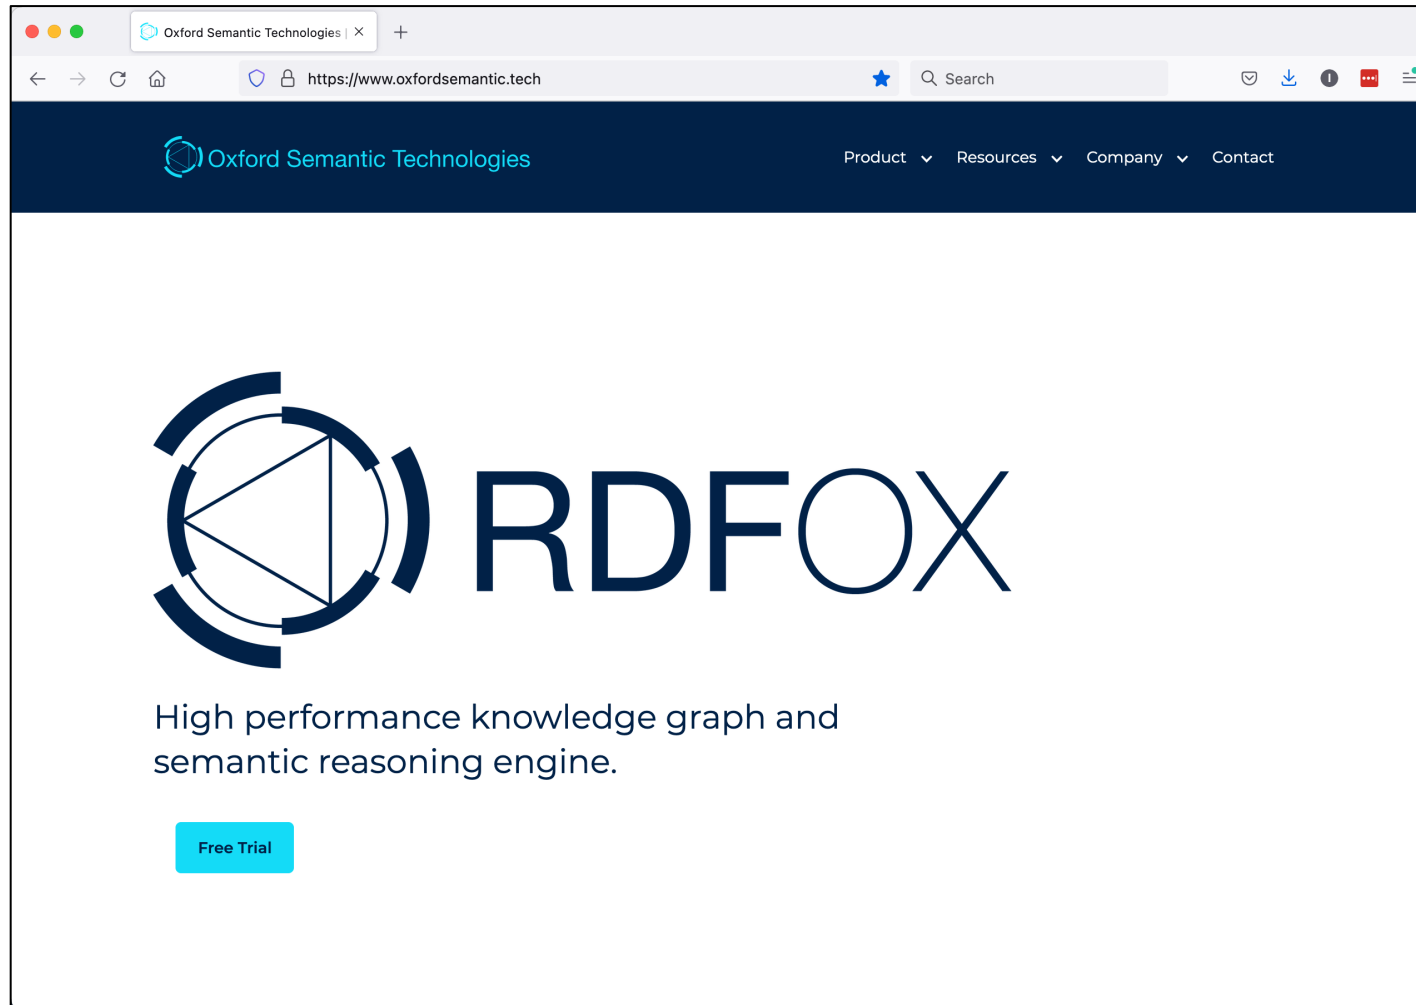 Oxford Semantic Technologies |
https://www.oxfordsemantic.tech
Search
Oxford Semantic Technologies
Product Resources Company Contact
RDFOX
High performance knowledge graph and
semantic reasoning engine.
Free Trial